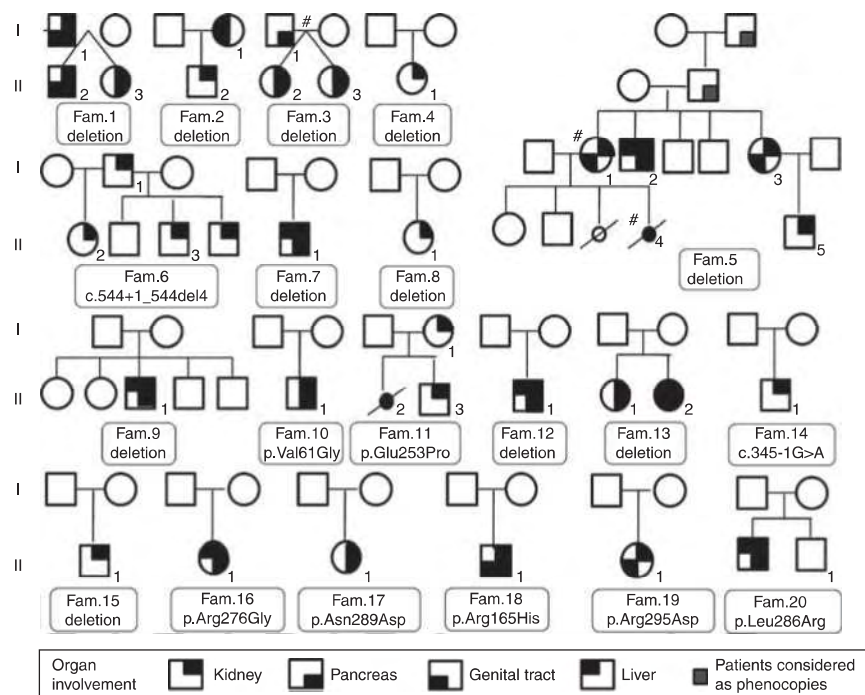 I
#
1
1
1
II
2
3
2
2
3
1
Fam.1
deletion
Fam.2
deletion
Fam.3
deletion
Fam.4
deletion
#
1
2
3
#
4
5
Fam.5
deletion
I
1
II
2
3
1
1
Fam.6
c.544+1_544del4
Fam.7
deletion
Fam.8
deletion
I
1
II
1
1
2
3
1
1
2
1
Fam.9
deletion
Fam.10
p.Val61Gly
Fam.11
p.Glu253Pro
Fam.12
deletion
Fam.13
deletion
Fam.14
c.345-1G>A
I
II
1
1
1
1
1
1
Fam.15
deletion
Fam.16
p.Arg276Gly
Fam.17
p.Asn289Asp
Fam.18
p.Arg165His
Fam.19
p.Arg295Asp
Fam.20
p.Leu286Arg
Organ
involvement
Kidney
Pancreas
Genital tract
Liver
Patients considered
as phenocopies